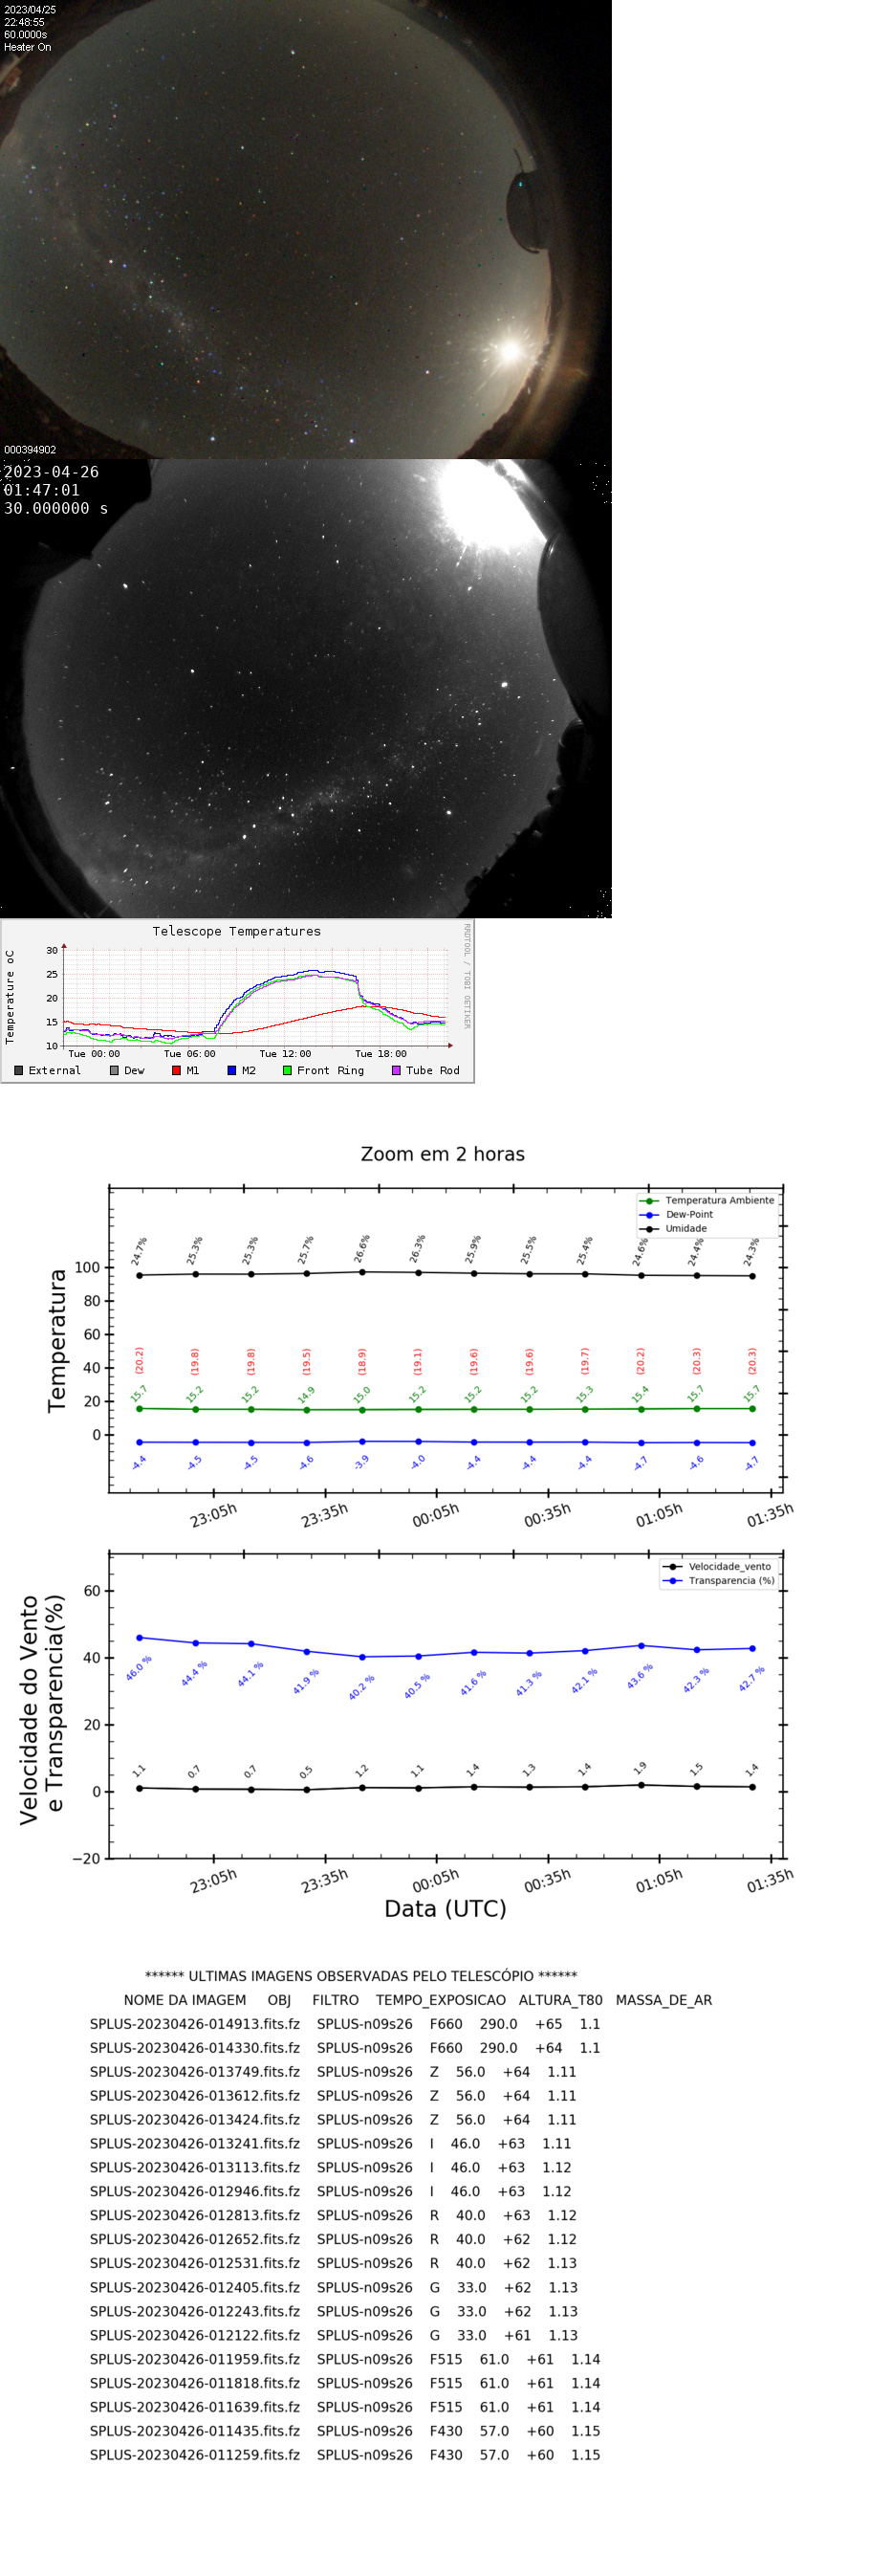 2023/04/25
22:48:55
60.0000s
Heater On
000394902
2023-04-26
01:47:01
30.000000 s
Telescope Temperatures
RRDTOOL / TOBI OETIKER
Temperature oC
30
25
20
15
10
Tue 00:00 Tue 06:00 Tue 12:00 Tue 18:00
External Dew M1 M2 Front Ring Tube Rod
Zoom em 2 horas
Temperatura Ambiente
Dew-Point
Umidade
Temperatura
100
80
60
40
20
0
24.7% 25.3% 25.3% 25.7% 26.6% 26.3% 25.9% 25.5% 25.4% 24.6% 24.4% 24.3%
(20.2) (19.8) (19.8) (19.5) (18.9) (19.1) (19.6) (19.6) (19.7) (20.2) (20.3) (20.3)
15.7 15.2 15.2 14.9 15.0 15.2 15.2 15.2 15.3 15.4 15.7 15.7
-4.4 -4.5 -4.5 -4.6 -3.9 -4.0 -4.4 -4.4 -4.4 -4.7 -4.6 -4.7
23:05h 23:35h 00:05h 00:35h 01:05h 01:35h
Velocidade_vento
Transparencia (%)
Velocidade do Vento
e Transparencia(%)
60
40
20
0
−20
46.0 % 44.4 % 44.1 % 41.9 % 40.2 % 40.5 % 41.6 % 41.3 % 42.1 % 43.6 % 42.3 % 42.7 %
1.1 0.7 0.7 0.5 1.2 1.1 1.4 1.3 1.4 1.9 1.5 1.4
23:05h 23:35h 00:05h 00:35h 01:05h 01:35h
Data (UTC)
****** ULTIMAS IMAGENS OBSERVADAS PELO TELESCÓPIO ******
NOME DA IMAGEM OBJ FILTRO TEMPO_EXPOSICAO ALTURA_T80 MASSA_DE_AR
SPLUS-20230426-014913.fits.fz SPLUS-n09s26 F660 290.0 +65 1.1
SPLUS-20230426-014330.fits.fz SPLUS-n09s26 F660 290.0 +64 1.1
SPLUS-20230426-013749.fits.fz SPLUS-n09s26 Z 56.0 +64 1.11
SPLUS-20230426-013612.fits.fz SPLUS-n09s26 Z 56.0 +64 1.11
SPLUS-20230426-013424.fits.fz SPLUS-n09s26 Z 56.0 +64 1.11
SPLUS-20230426-013241.fits.fz SPLUS-n09s26 I 46.0 +63 1.11
SPLUS-20230426-013113.fits.fz SPLUS-n09s26 I 46.0 +63 1.12
SPLUS-20230426-012946.fits.fz SPLUS-n09s26 I 46.0 +63 1.12
SPLUS-20230426-012813.fits.fz SPLUS-n09s26 R 40.0 +63 1.12
SPLUS-20230426-012652.fits.fz SPLUS-n09s26 R 40.0 +62 1.12
SPLUS-20230426-012531.fits.fz SPLUS-n09s26 R 40.0 +62 1.13
SPLUS-20230426-012405.fits.fz SPLUS-n09s26 G 33.0 +62 1.13
SPLUS-20230426-012243.fits.fz SPLUS-n09s26 G 33.0 +62 1.13
SPLUS-20230426-012122.fits.fz SPLUS-n09s26 G 33.0 +61 1.13
SPLUS-20230426-011959.fits.fz SPLUS-n09s26 F515 61.0 +61 1.14
SPLUS-20230426-011818.fits.fz SPLUS-n09s26 F515 61.0 +61 1.14
SPLUS-20230426-011639.fits.fz SPLUS-n09s26 F515 61.0 +61 1.14
SPLUS-20230426-011435.fits.fz SPLUS-n09s26 F430 57.0 +60 1.15
SPLUS-20230426-011259.fits.fz SPLUS-n09s26 F430 57.0 +60 1.15